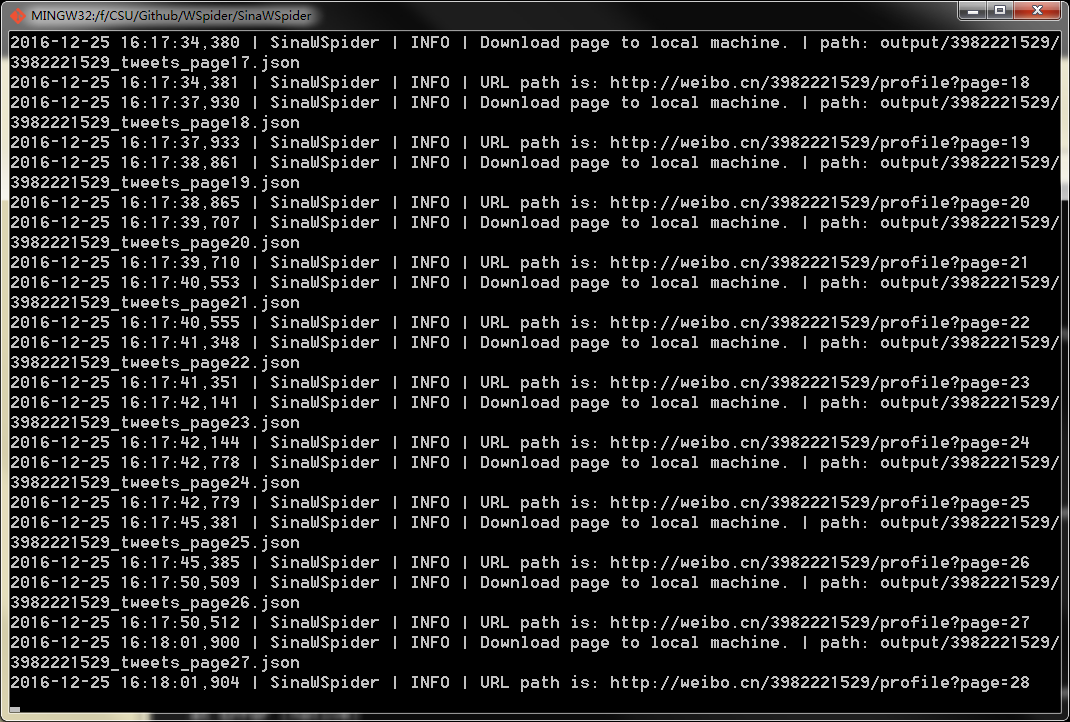 MINGW32:/f/CSU/Github/WSpider/SinaWSpider
2016-12-25 16:17:34,380 | SinaWSpider | INFO | Download page to local machine. | path: output/3982221529/
3982221529_tweets_page17.json
2016-12-25 16:17:34,381 | SinaWSpider | INFO | URL path is: http://weibo.cn/3982221529/profile?page=18
2016-12-25 16:17:37,930 | SinaWSpider | INFO | Download page to local machine. | path: output/3982221529/
3982221529_tweets_page18.json
2016-12-25 16:17:37,933 | SinaWSpider | INFO | URL path is: http://weibo.cn/3982221529/profile?page=19
2016-12-25 16:17:38,861 | SinaWSpider | INFO | Download page to local machine. | path: output/3982221529/
3982221529_tweets_page19.json
2016-12-25 16:17:38,865 | SinaWSpider | INFO | URL path is: http://weibo.cn/3982221529/profile?page=20
2016-12-25 16:17:39,707 | SinaWSpider | INFO | Download page to local machine. | path: output/3982221529/
3982221529_tweets_page20.json
2016-12-25 16:17:39,710 | SinaWSpider | INFO | URL path is: http://weibo.cn/3982221529/profile?page=21
2016-12-25 16:17:40,553 | SinaWSpider | INFO | Download page to local machine. | path: output/3982221529/
3982221529_tweets_page21.json
2016-12-25 16:17:40,555 | SinaWSpider | INFO | URL path is: http://weibo.cn/3982221529/profile?page=22
2016-12-25 16:17:41,348 | SinaWSpider | INFO | Download page to local machine. | path: output/3982221529/
3982221529_tweets_page22.json
2016-12-25 16:17:41,351 | SinaWSpider | INFO | URL path is: http://weibo.cn/3982221529/profile?page=23
2016-12-25 16:17:42,141 | SinaWSpider | INFO | Download page to local machine. | path: output/3982221529/
3982221529_tweets_page23.json
2016-12-25 16:17:42,144 | SinaWSpider | INFO | URL path is: http://weibo.cn/3982221529/profile?page=24
2016-12-25 16:17:42,778 | SinaWSpider | INFO | Download page to local machine. | path: output/3982221529/
3982221529_tweets_page24.json
2016-12-25 16:17:42,779 | SinaWSpider | INFO | URL path is: http://weibo.cn/3982221529/profile?page=25
2016-12-25 16:17:45,381 | SinaWSpider | INFO | Download page to local machine. | path: output/3982221529/
3982221529_tweets_page25.json
2016-12-25 16:17:45,385 | SinaWSpider | INFO | URL path is: http://weibo.cn/3982221529/profile?page=26
2016-12-25 16:17:50,509 | SinaWSpider | INFO | Download page to local machine. | path: output/3982221529/
3982221529_tweets_page26.json
2016-12-25 16:17:50,512 | SinaWSpider | INFO | URL path is: http://weibo.cn/3982221529/profile?page=27
2016-12-25 16:18:01,900 | SinaWSpider | INFO | Download page to local machine. | path: output/3982221529/
3982221529_tweets_page27.json
2016-12-25 16:18:01,904 | SinaWSpider | INFO | URL path is: http://weibo.cn/3982221529/profile?page=28